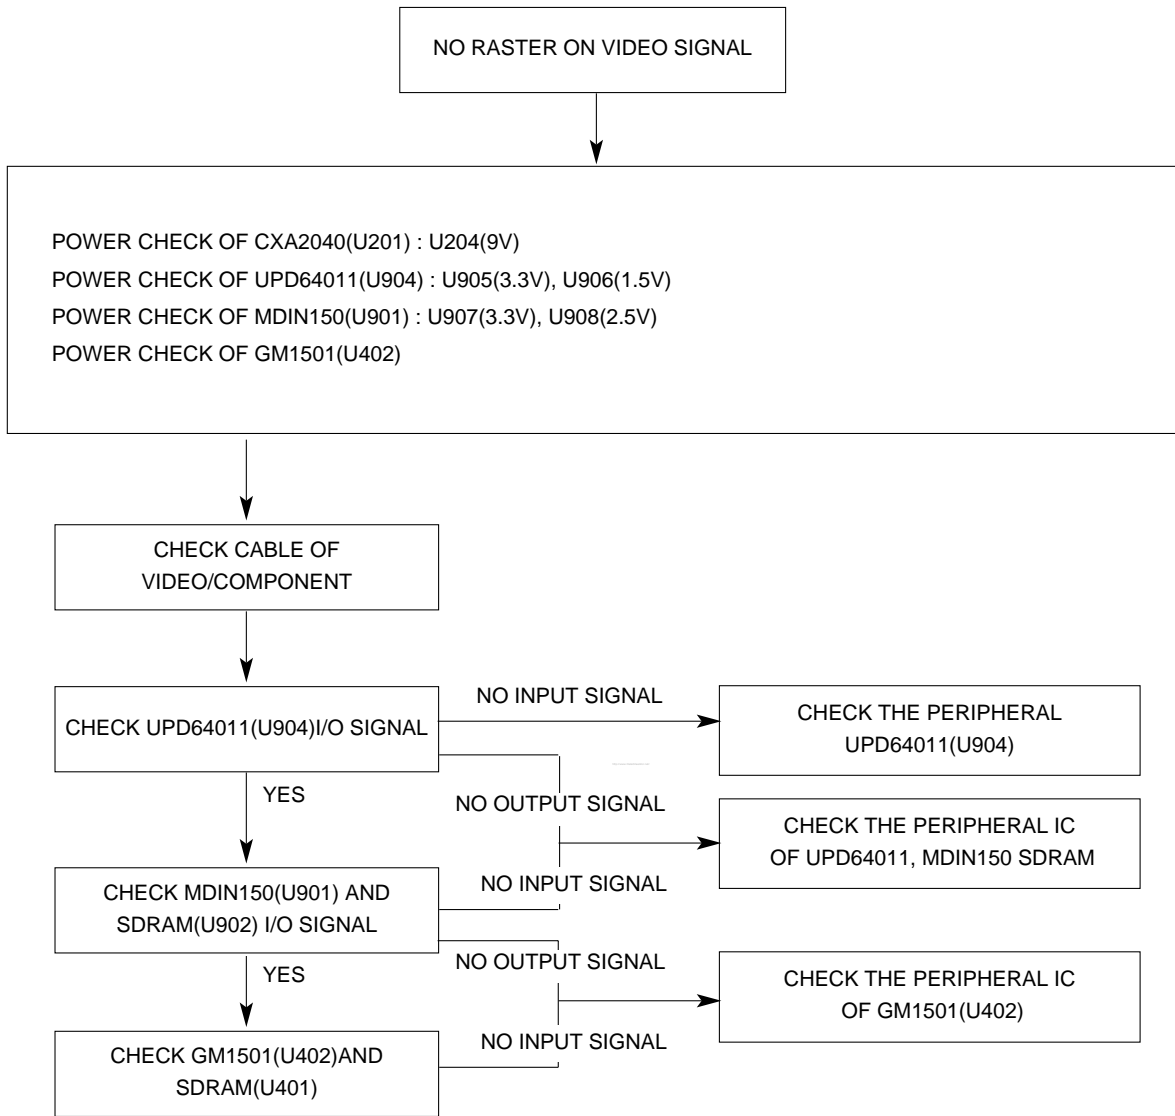 NO RASTER ON VIDEO SIGNAL
POWER CHECK OF CXA2040(U201) : U204(9V)
POWER CHECK OF UPD64011(U904) : U905(3.3V), U906(1.5V)
POWER CHECK OF MDIN150(U901) : U907(3.3V), U908(2.5V)
POWER CHECK OF GM1501(U402)
CHECK CABLE OF
VIDEO/COMPONENT
CHECK UPD64011(U904)I/O SIGNAL
NO INPUT SIGNAL
CHECK THE PERIPHERAL
UPD64011(U904)
YES
NO OUTPUT SIGNAL
CHECK THE PERIPHERAL IC
OF UPD64011, MDIN150 SDRAM
NO INPUT SIGNAL
CHECK MDIN150(U901) AND
SDRAM(U902) I/O SIGNAL
YES
NO OUTPUT SIGNAL
CHECK THE PERIPHERAL IC
OF GM1501(U402)
NO INPUT SIGNAL
CHECK GM1501(U402)AND
SDRAM(U401)